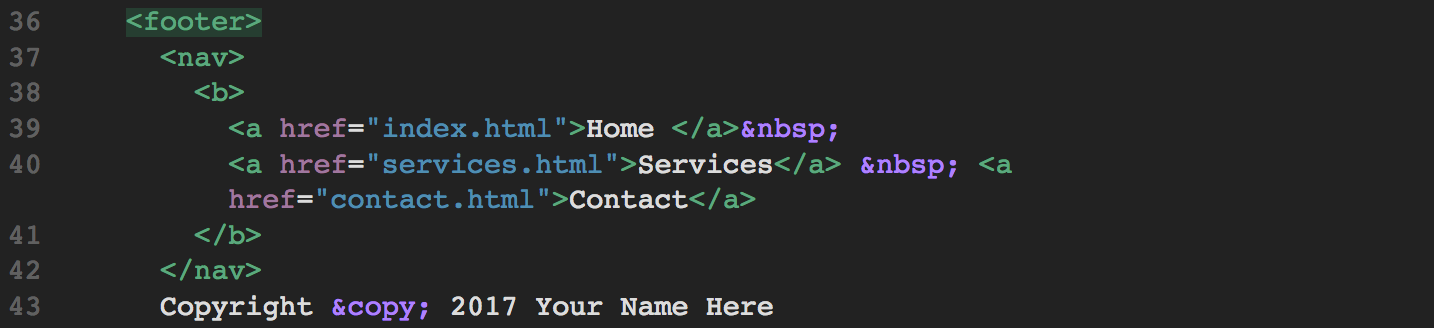 36 <footer>
37 <nav>
38 <b>
39 <a href="index.html">Home </a>&nbsp;
40 <a href="services.html">Services</a> &nbsp; <a
href="contact.html">Contact</a>
41 </b>
42 </nav>
43 Copyright &copy; 2017 Your Name Here